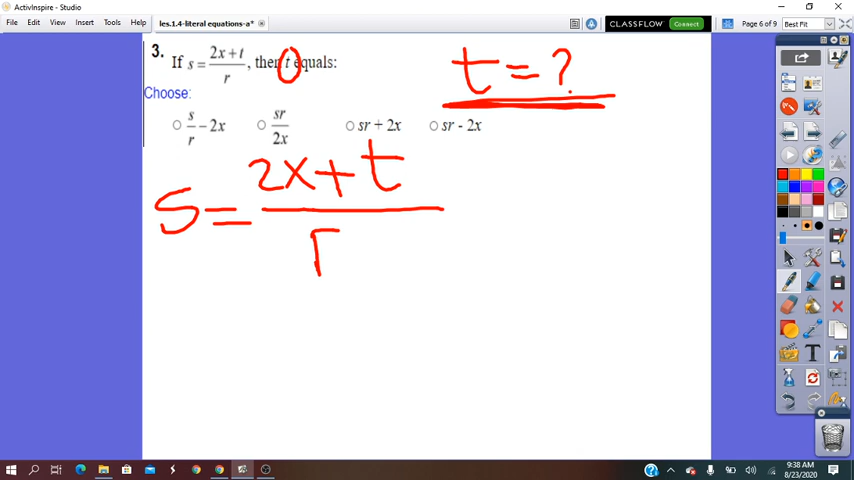 ActivInspire - Studio
File Edit View Insert Tools Help
les.1.4-literal equations-a*
CLASSFLOW Connect Page 6 of 9 Best Fit
3. If s = (2x + t)/r, then t equals:
t = ?
Choose:
s/r - 2x sr/2x sr + 2x sr - 2x
S = (2x + t)/r
9:38 AM
8/23/2020